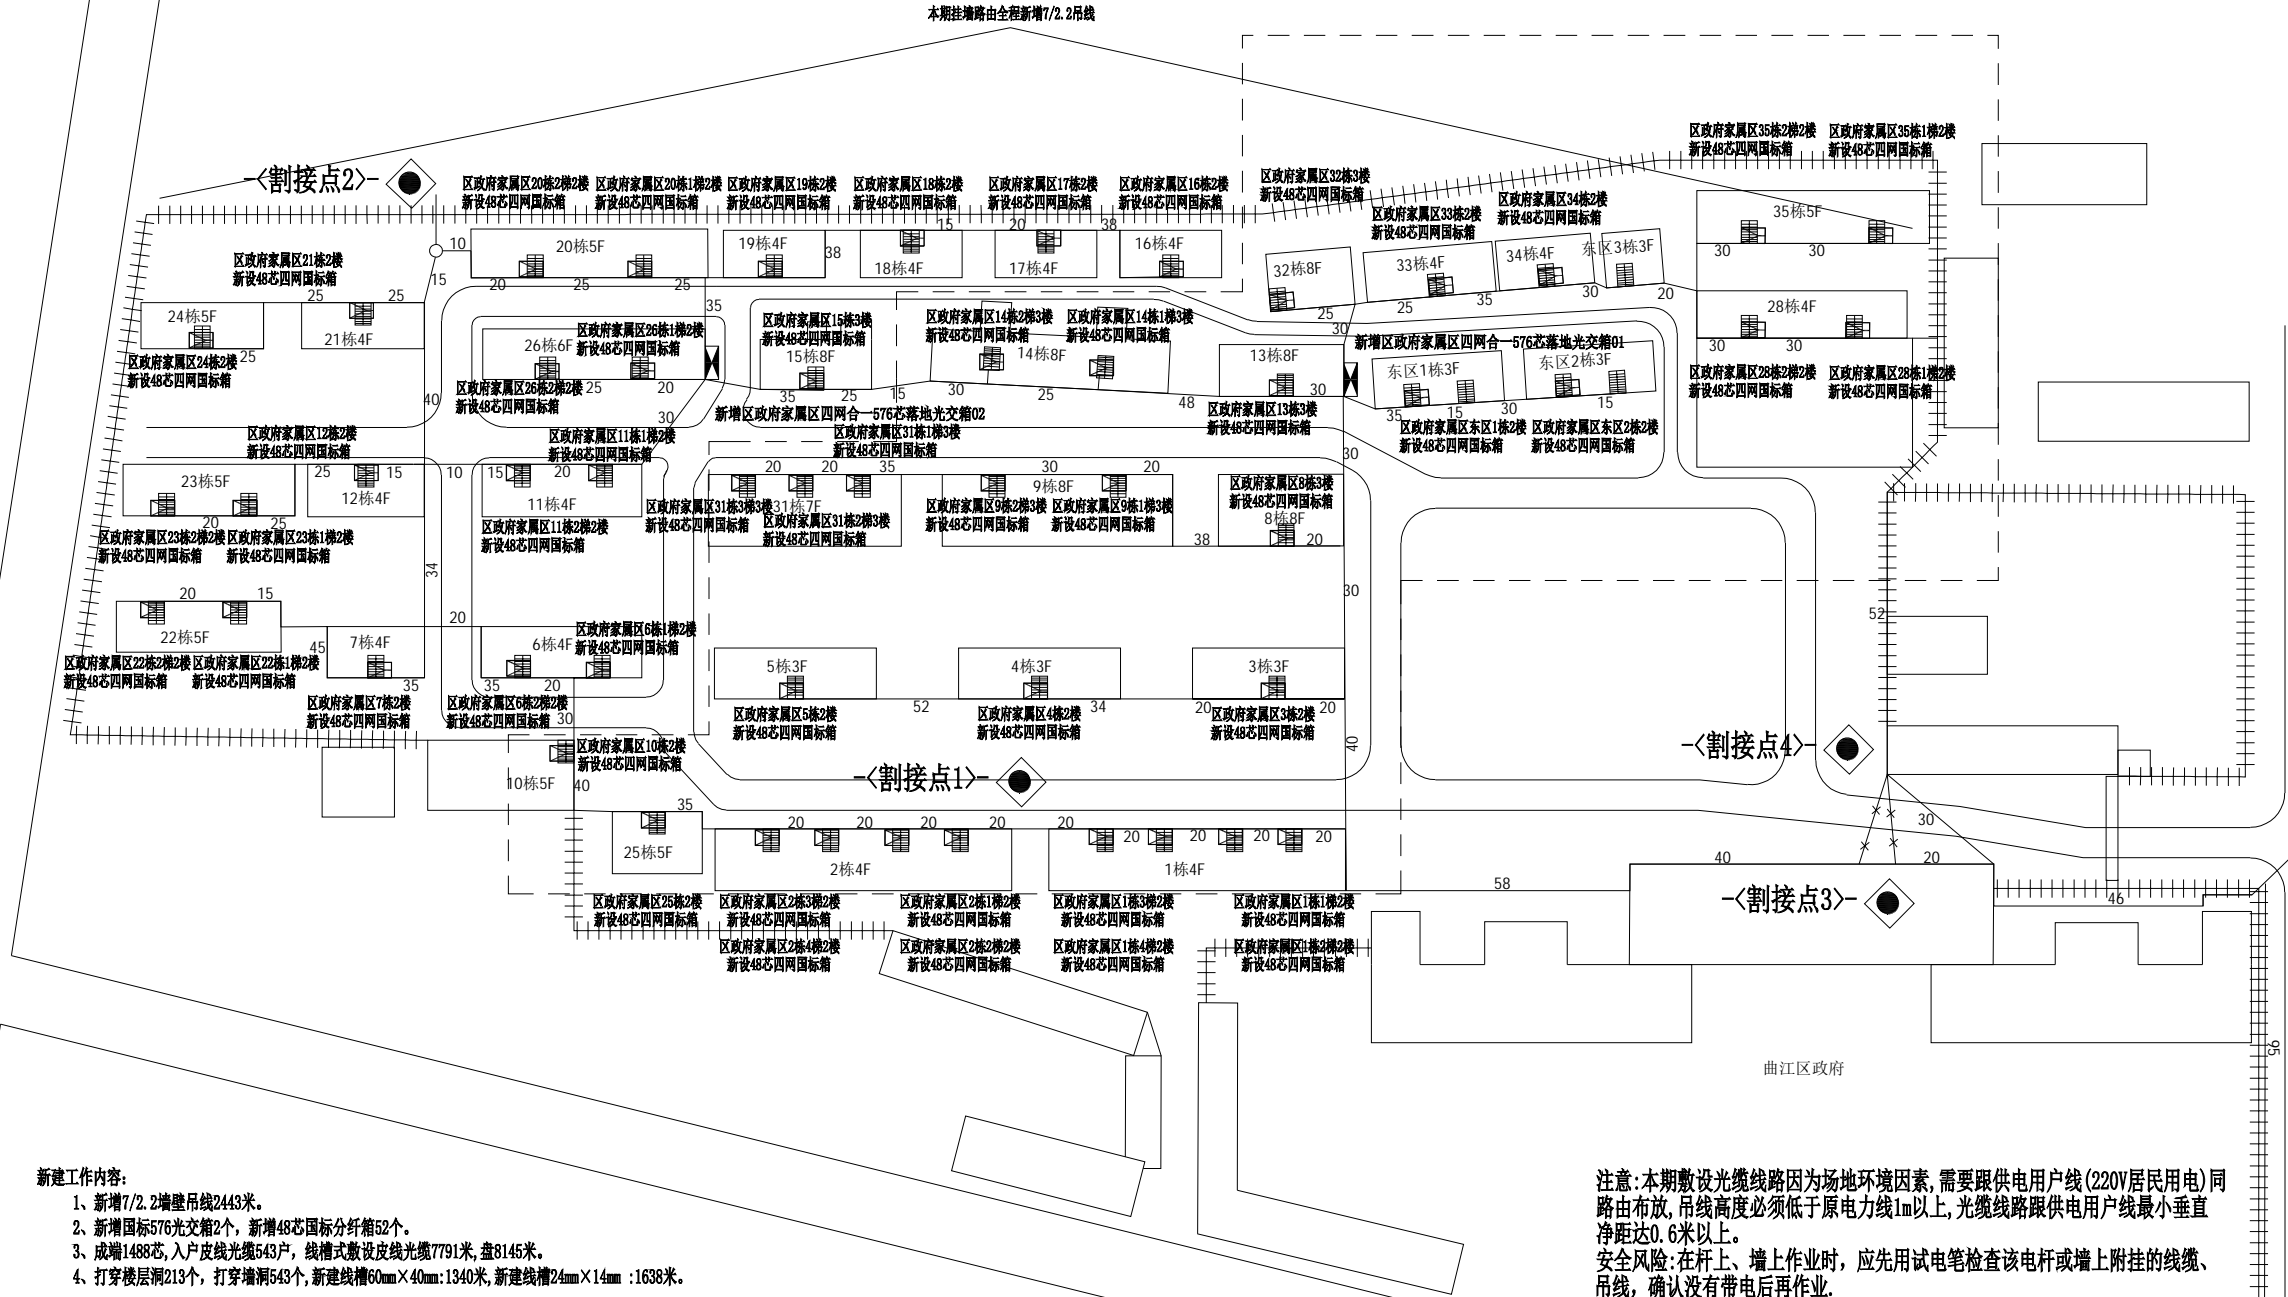 本期挂墙路由全程新增7/2.2吊线
-<割接点2>-
区政府家属区20栋2梯2楼
新设48芯四网国标箱
区政府家属区20栋1梯2楼
新设48芯四网国标箱
区政府家属区19栋2楼
新设48芯四网国标箱
区政府家属区18栋2楼
新设48芯四网国标箱
区政府家属区17栋2楼
新设48芯四网国标箱
区政府家属区16栋2楼
新设48芯四网国标箱
区政府家属区32栋3楼
新设48芯四网国标箱
区政府家属区33栋2楼
新设48芯四网国标箱
区政府家属区34栋2楼
新设48芯四网国标箱
区政府家属区35栋2梯2楼
新设48芯四网国标箱
区政府家属区35栋1梯2楼
新设48芯四网国标箱
10
20栋5F
20
25
25
19栋4F
38
15
18栋4F
20
17栋4F
38
16栋4F
32栋8F
25
33栋4F
25
35
34栋4F
30
东区3栋3F
20
35栋5F
30
30
区政府家属区21栋2楼
新设48芯四网国标箱
15
25
25
24栋5F
21栋4F
25
区政府家属区24栋2楼
新设48芯四网国标箱
40
35
26栋6F
区政府家属区26栋1梯2楼
新设48芯四网国标箱
区政府家属区26栋2梯2楼
新设48芯四网国标箱
25
20
30
区政府家属区15栋3楼
新设48芯四网国标箱
15栋8F
35
25
15
新增区政府家属区四网合一576芯落地光交箱02
区政府家属区14栋2梯3楼
新设48芯四网国标箱
区政府家属区14栋1梯3楼
新设48芯四网国标箱
14栋8F
30
25
48
30
13栋8F
30
区政府家属区13栋3楼
新设48芯四网国标箱
新增区政府家属区四网合一576芯落地光交箱01
东区1栋3F
东区2栋3F
35
15
30
15
区政府家属区东区1栋2楼
新设48芯四网国标箱
区政府家属区东区2栋2楼
新设48芯四网国标箱
28栋4F
30
30
区政府家属区28栋2梯2楼
新设48芯四网国标箱
区政府家属区28栋1梯2楼
新设48芯四网国标箱
区政府家属区12栋2楼
新设48芯四网国标箱
区政府家属区11栋1梯2楼
新设48芯四网国标箱
区政府家属区31栋1梯3楼
新设48芯四网国标箱
23栋5F
20
25
25
15
12栋4F
10
15
20
11栋4F
区政府家属区11栋2梯2楼
新设48芯四网国标箱
20
20
35
31栋7F
区政府家属区31栋3梯3楼
新设48芯四网国标箱
区政府家属区31栋2梯3楼
新设48芯四网国标箱
30
20
9栋8F
区政府家属区9栋2梯3楼
新设48芯四网国标箱
区政府家属区9栋1梯3楼
新设48芯四网国标箱
30
区政府家属区8栋3楼
新设48芯四网国标箱
8栋8F
38
20
区政府家属区23栋2梯2楼
新设48芯四网国标箱
区政府家属区23栋1梯2楼
新设48芯四网国标箱
34
30
20
15
22栋5F
区政府家属区22栋2梯2楼
新设48芯四网国标箱
区政府家属区22栋1梯2楼
新设48芯四网国标箱
45
7栋4F
35
20
6栋4F
35
20
区政府家属区6栋1梯2楼
新设48芯四网国标箱
区政府家属区7栋2楼
新设48芯四网国标箱
区政府家属区6栋2梯2楼
新设48芯四网国标箱
30
5栋3F
4栋3F
3栋3F
52
34
20
20
区政府家属区5栋2楼
新设48芯四网国标箱
区政府家属区4栋2楼
新设48芯四网国标箱
区政府家属区3栋2楼
新设48芯四网国标箱
40
52
区政府家属区10栋2楼
新设48芯四网国标箱
10栋5F
40
-<割接点1>-
-<割接点4>-
35
25栋5F
20
20
20
20
2栋4F
20
20
20
20
20
1栋4F
58
40
30
20
-<割接点3>-
46
区政府家属区25栋2楼
新设48芯四网国标箱
区政府家属区2栋3梯2楼
新设48芯四网国标箱
区政府家属区2栋1梯2楼
新设48芯四网国标箱
区政府家属区1栋3梯2楼
新设48芯四网国标箱
区政府家属区1栋1梯2楼
新设48芯四网国标箱
区政府家属区2栋4梯2楼
新设48芯四网国标箱
区政府家属区2栋2梯2楼
新设48芯四网国标箱
区政府家属区1栋4梯2楼
新设48芯四网国标箱
区政府家属区1栋2梯2楼
新设48芯四网国标箱
95
曲江区政府
新建工作内容：
1、新增7/2.2墙壁吊线2443米。
2、新增国标576光交箱2个，新增48芯国标分纤箱52个。
3、成端1488芯,入户皮线光缆543户，线槽式敷设皮线光缆7791米,盘8145米。
4、打穿楼层洞213个，打穿墙洞543个,新建线槽60mm×40mm:1340米,新建线槽24mm×14mm :1638米。
注意:本期敷设光缆线路因为场地环境因素,需要跟供电用户线(220V居民用电)同
路由布放,吊线高度必须低于原电力线1m以上,光缆线路跟供电用户线最小垂直
净距达0.6米以上。
安全风险:在杆上、墙上作业时，应先用试电笔检查该电杆或墙上附挂的线缆、
吊线，确认没有带电后再作业.